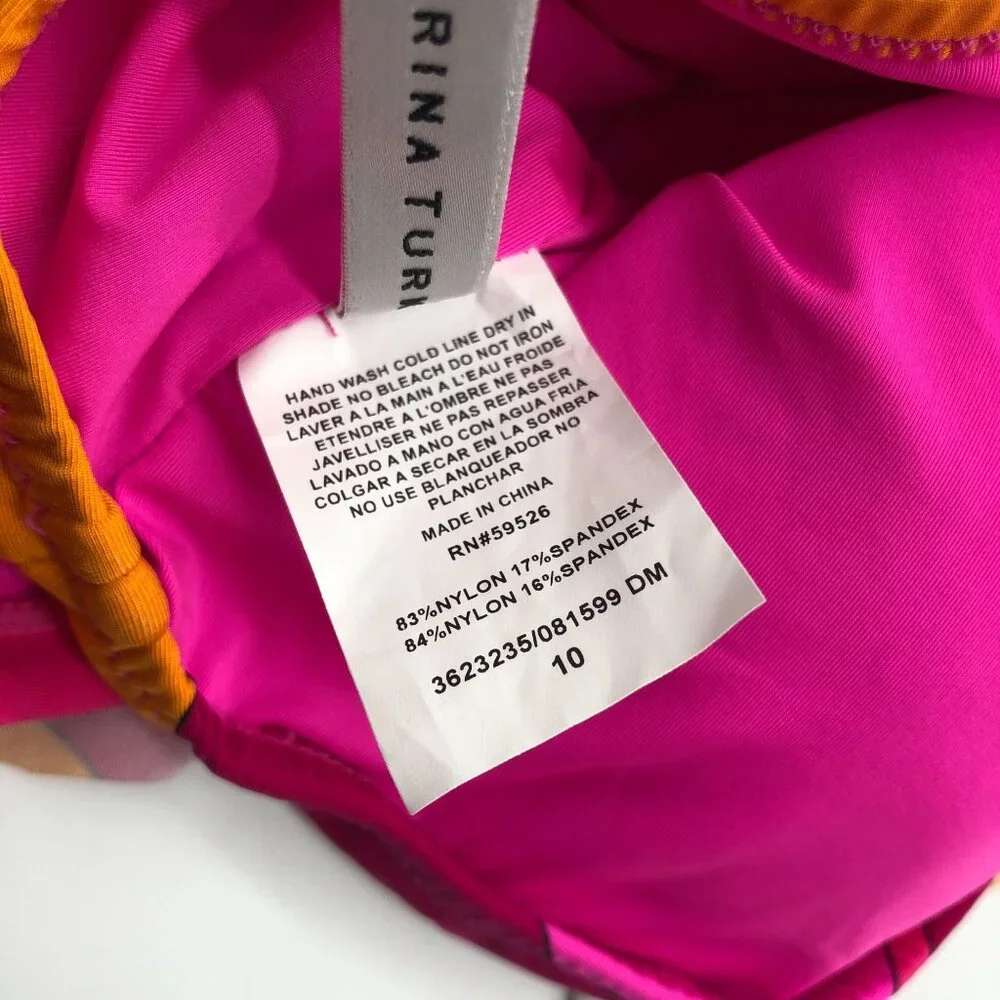 RINA TUR
HAND WASH COLD LINE DRY IN
SHADE NO BLEACH DO NOT IRON
LAVER A LA MAIN A L'EAU FROIDE
ETENDRE A L'OMBRE NE PAS
JAVELLISER NE PAS REPASSER
LAVADO A MANO CON AGUA FRIA
COLGAR A SECAR EN LA SOMBRA
NO USE BLANQUEADOR NO
PLANCHAR
MADE IN CHINA
RN#59526
83%NYLON 17%SPANDEX
84%NYLON 16%SPANDEX
3623235/081599 DM
10